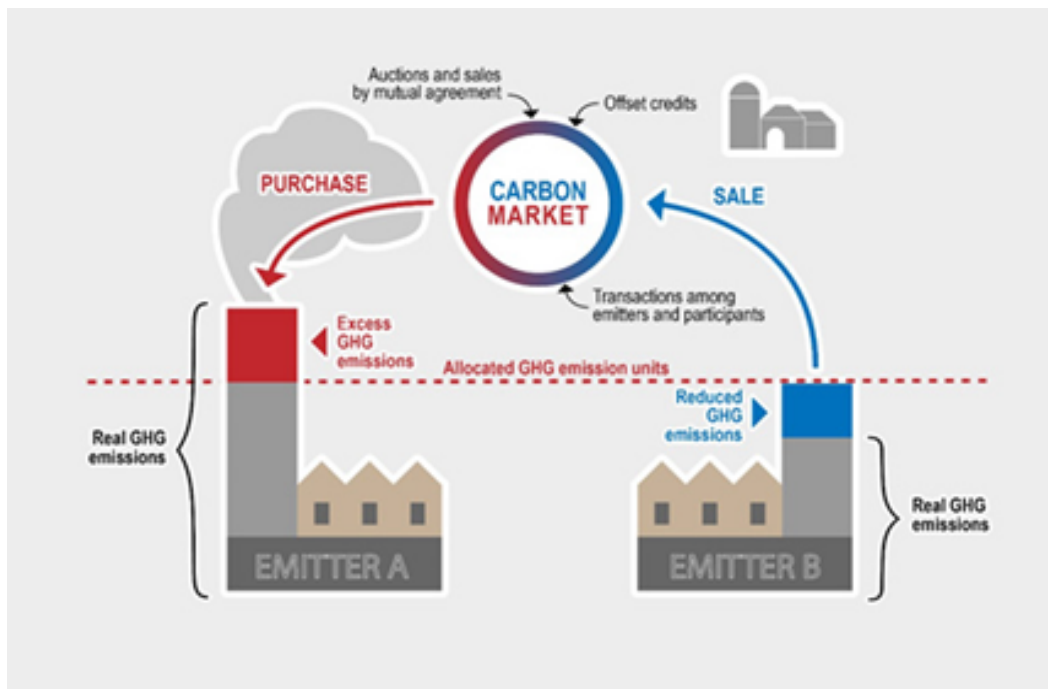 Auctions and sales
by mutual agreement
Offset credits
PURCHASE
CARBON
MARKET
SALE
Transactions among
emitters and participants
Excess
GHG
emissions
Allocated GHG emission units
Reduced
GHG
emissions
Real GHG
emissions
Real GHG
emissions
EMITTER A
EMITTER B